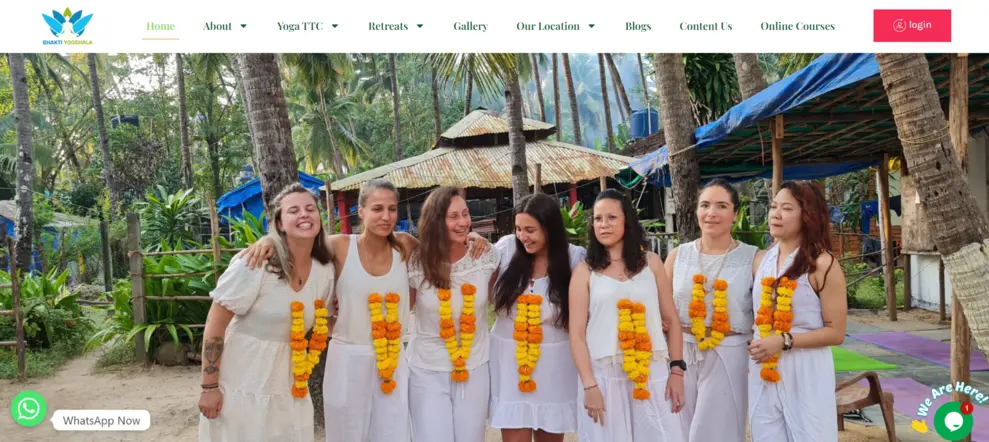 BHAKTI YOGSHALA
Home About Yoga TTC Retreats Gallery Our Location Blogs Content Us Online Courses login
WhatsApp Now
We Are Here!
1